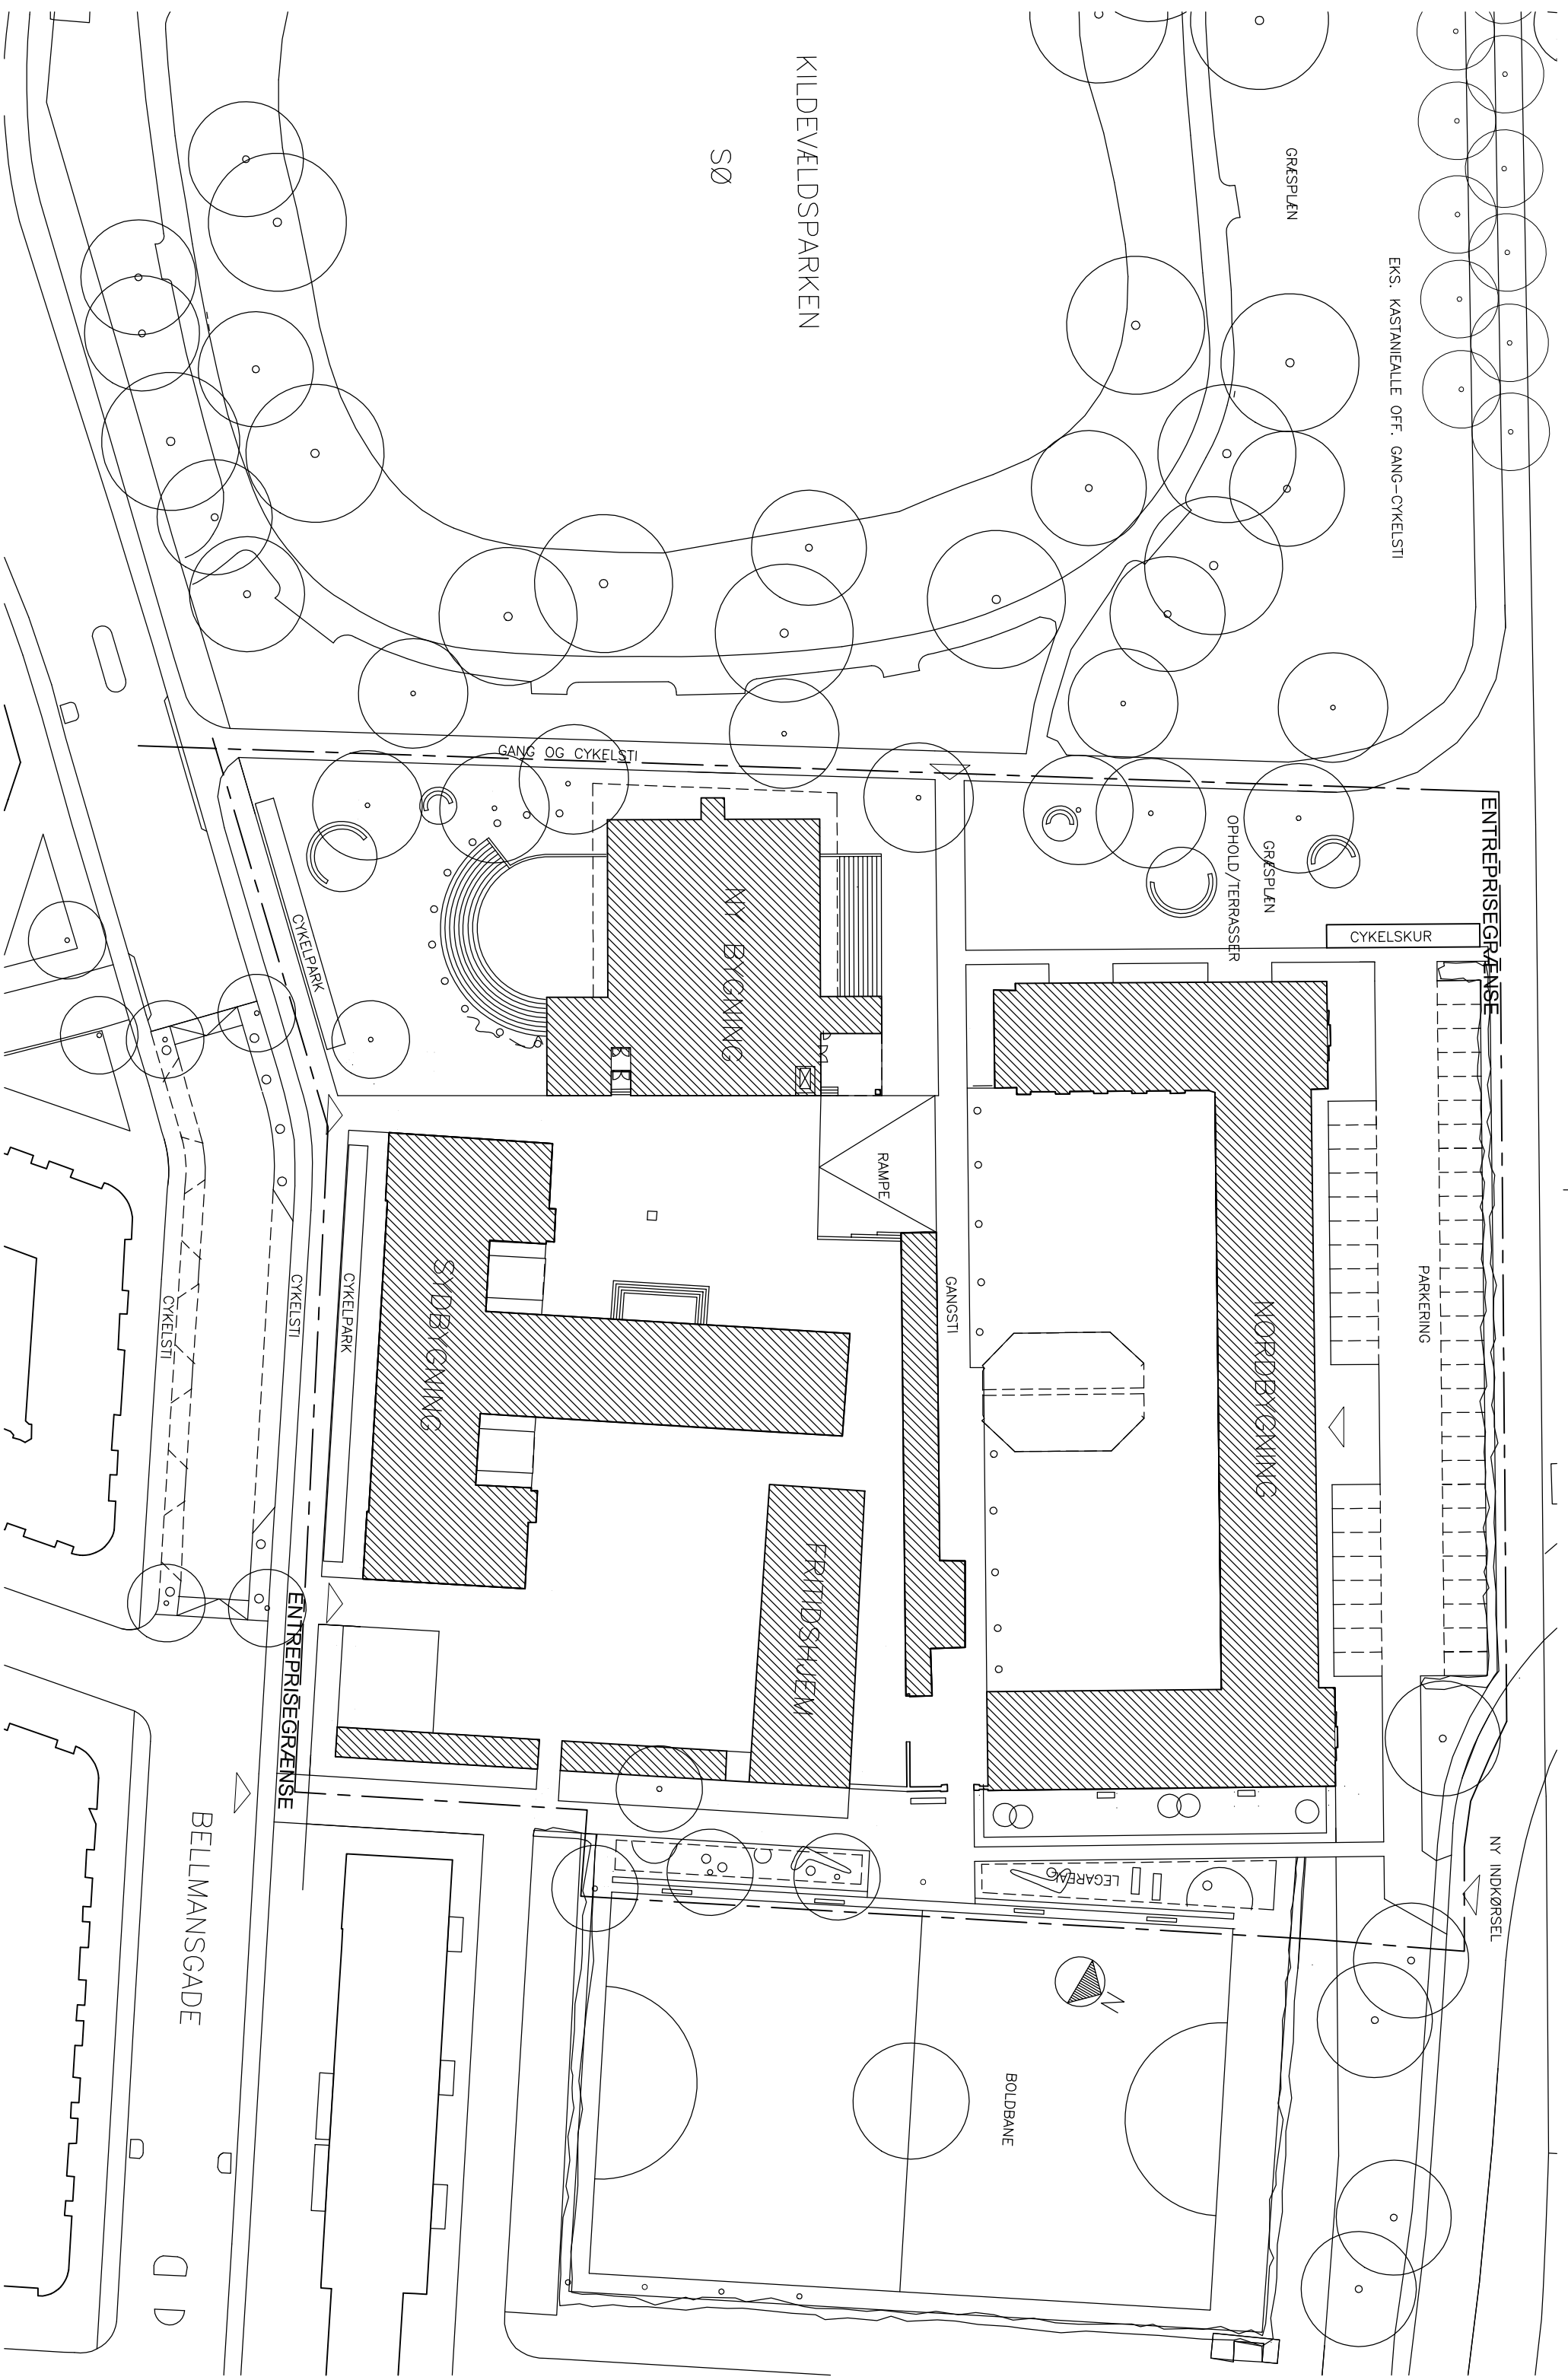 KILDEVÆLDSPARKEN
SØ
GRÆSPLÆN
EKS. KASTANIEALLE OFF. GANG-CYKELSTI
GANG OG CYKELSTI
ENTREPRISEGRÆNSE
OPHOLD/TERRASSER
GRÆSPLÆN
CYKELSKUR
CYKELPARK
NY BYGNING
RAMPE
GANGSTI
PARKERING
NORDBYGNING
SYDBYGNING
CYKELPARK
CYKELSTI
CYKELSTI
FRITIDSHJEM
ENTREPRISEGRÆNSE
BELLMANSGADE
LEGAREAL
NY INDKØRSEL
N
BOLDBANE